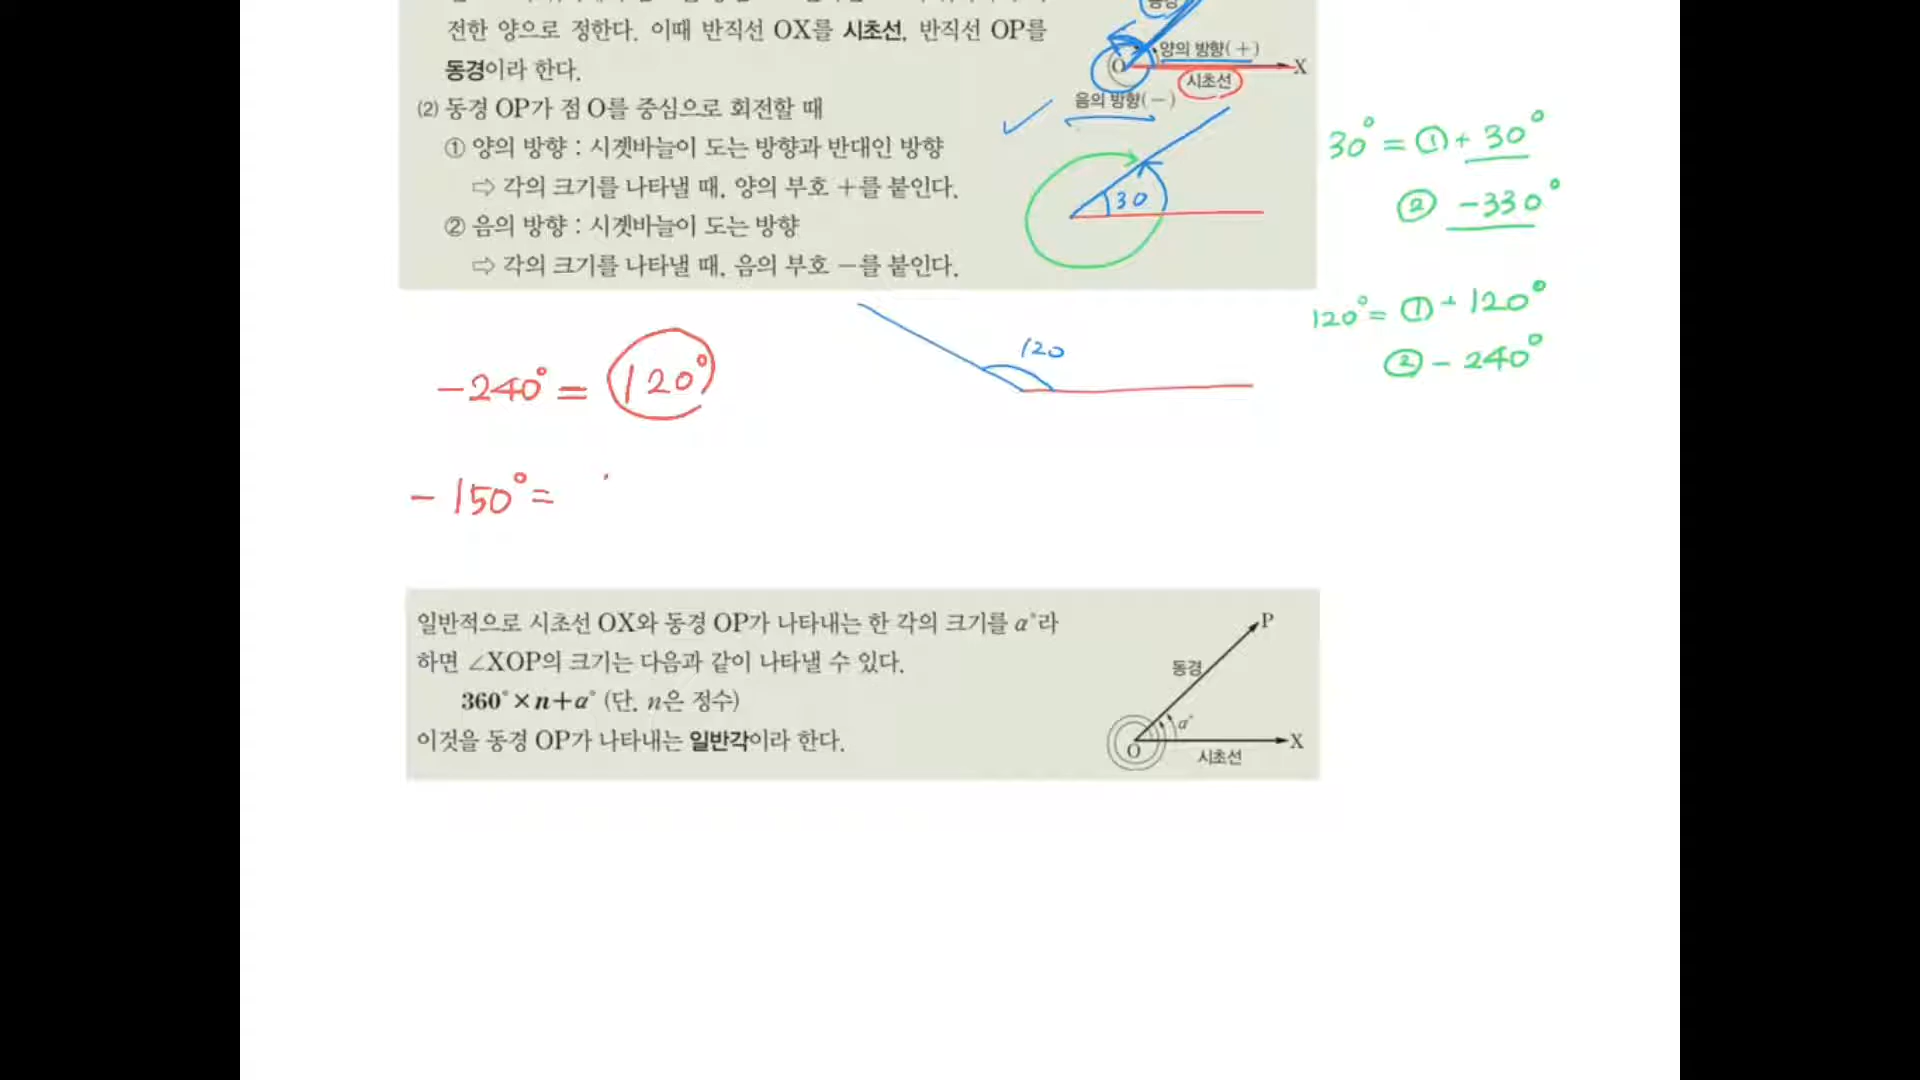 전한 양으로 정한다. 이때 반직선 OX를 시초선, 반직선 OP를
동경이라 한다.
동경
양의 방향(+)
O
X
시초선
음의 방향(-)
(2) 동경 OP가 점 O를 중심으로 회전할 때
① 양의 방향 : 시곗바늘이 도는 방향과 반대인 방향
⇨ 각의 크기를 나타낼 때, 양의 부호 +를 붙인다.
② 음의 방향 : 시곗바늘이 도는 방향
⇨ 각의 크기를 나타낼 때, 음의 부호 -를 붙인다.
30
30° = ① + 30°
② -330°
120° = ① + 120°
② - 240°
120
-240° = 120°
- 150° =
일반적으로 시초선 OX와 동경 OP가 나타내는 한 각의 크기를 α°라
하면 ∠XOP의 크기는 다음과 같이 나타낼 수 있다.
360°×n+α° (단, n은 정수)
이것을 동경 OP가 나타내는 일반각이라 한다.
P
동경
α°
O
X
시초선